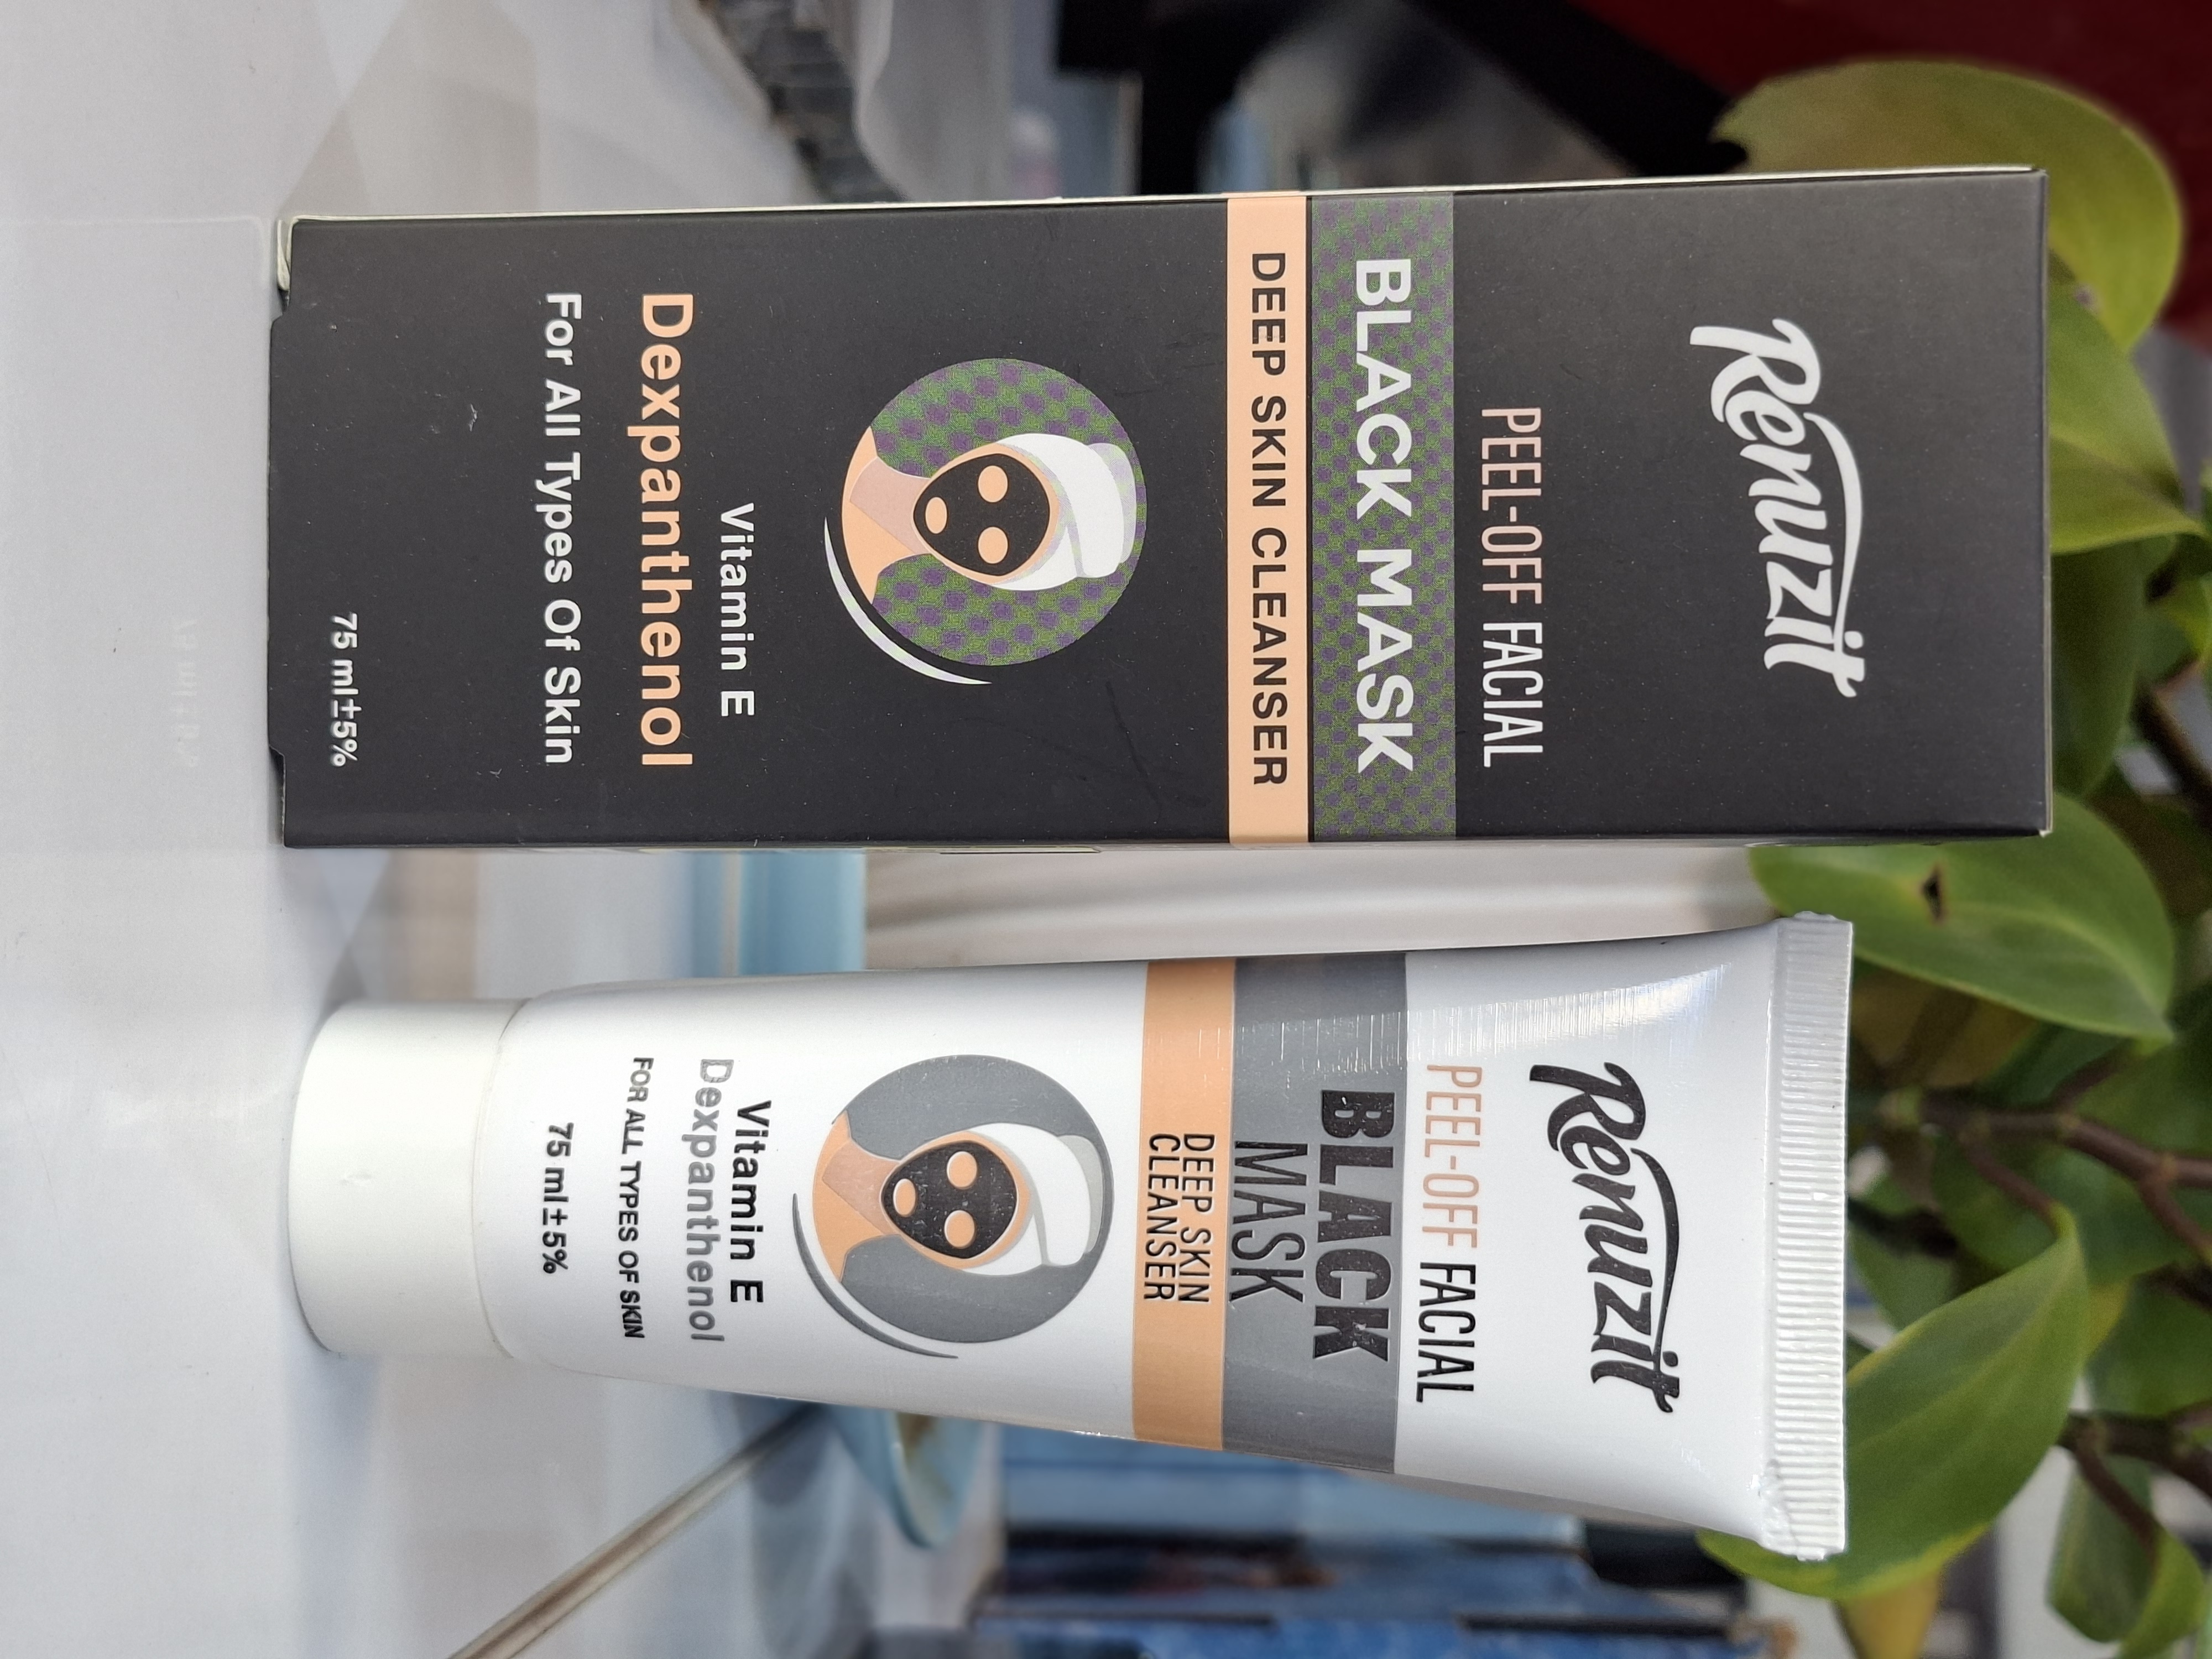 Renuzit
PEEL-OFF FACIAL
BLACK MASK
DEEP SKIN CLEANSER
Vitamin E
Dexpanthenol
For All Types Of Skin
75 ml±5%
Renuzit
PEEL-OFF FACIAL
BLACK
MASK
DEEP SKIN
CLEANSER
Vitamin E
Dexpanthenol
FOR ALL TYPES OF SKIN
75 ml±5%